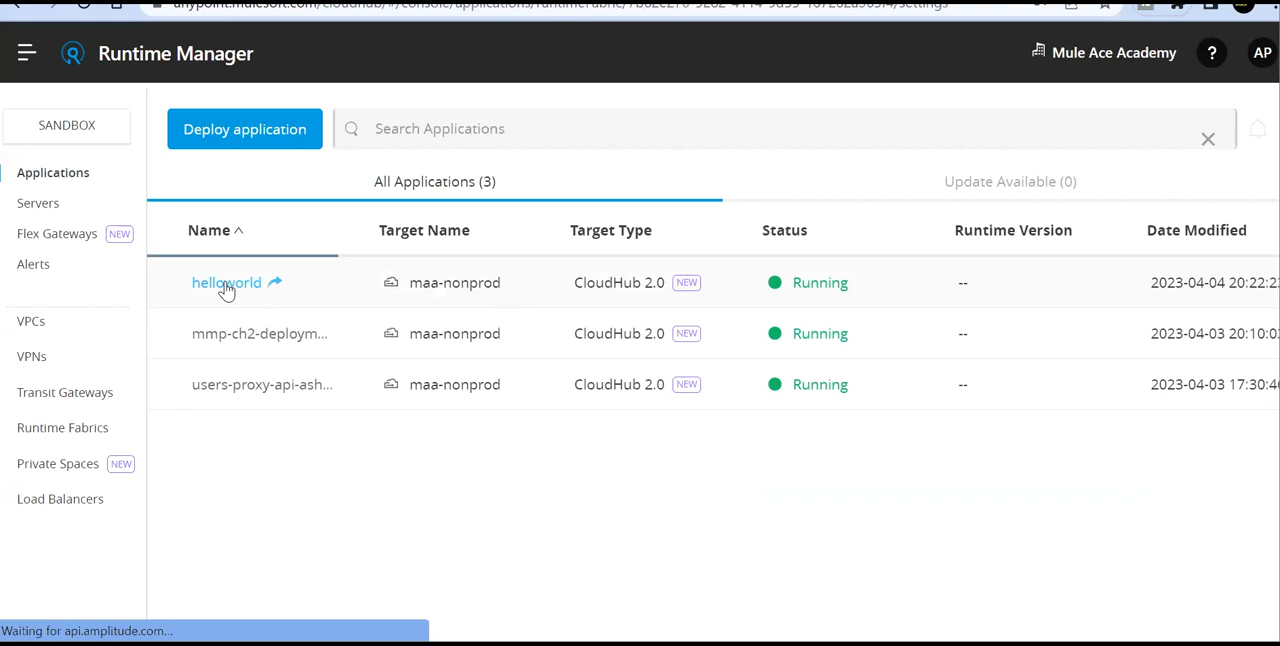 Runtime Manager
Mule Ace Academy
?
AP
SANDBOX
Applications
Servers
Flex Gateways NEW
Alerts
VPCs
VPNs
Transit Gateways
Runtime Fabrics
Private Spaces NEW
Load Balancers
Deploy application
Search Applications
All Applications (3)
Update Available (0)
Name Target Name Target Type Status Runtime Version Date Modified
helloworld maa-nonprod CloudHub 2.0 NEW Running -- 2023-04-04 20:22:2
mmp-ch2-deploym... maa-nonprod CloudHub 2.0 NEW Running -- 2023-04-03 20:10:0
users-proxy-api-ash... maa-nonprod CloudHub 2.0 NEW Running -- 2023-04-03 17:30:4
Waiting for api.amplitude.com...